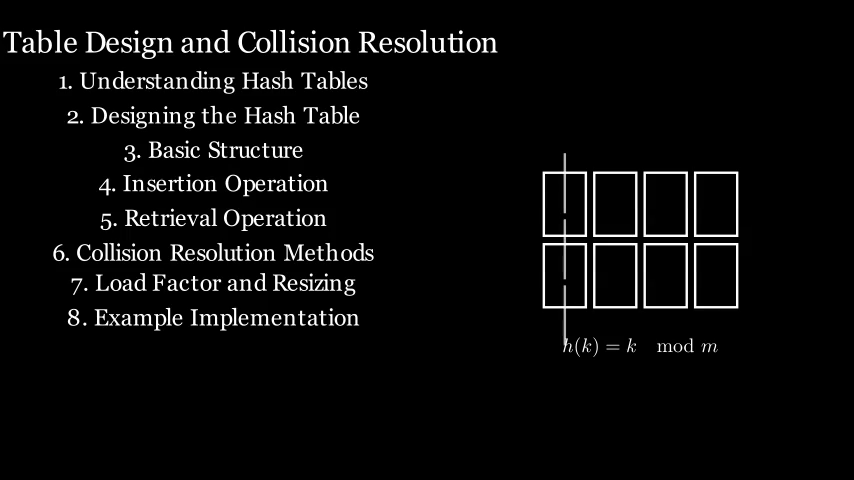 Table Design and Collision Resolution
1. Understanding Hash Tables
2. Designing the Hash Table
3. Basic Structure
4. Insertion Operation
5. Retrieval Operation
6. Collision Resolution Methods
7. Load Factor and Resizing
8. Example Implementation
h(k) = k mod m